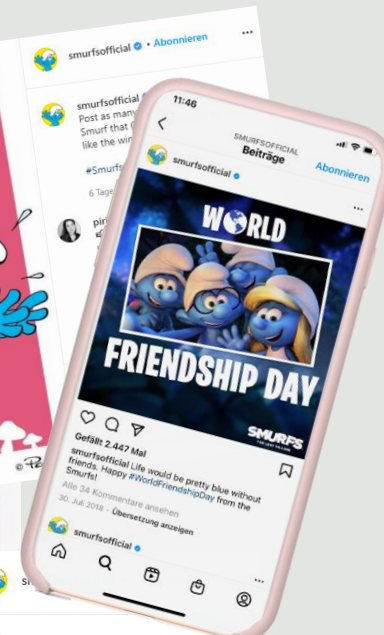 smurfsofficial • Abonnieren
smurfsofficial
Post as many
Smurf that
like the win
#Smurfs
6 Tage
11:46
SMURFSOFFICIAL
Beiträge
Abonnieren
smurfsofficial
WORLD
FRIENDSHIP DAY
SMURFS
Gefällt 2.447 Mal
smurfsofficial Life would be pretty blue without
friends. Happy #WorldFriendshipDay from the
Smurfs!
Alle 34 Kommentare ansehen
30. Juli 2018 • Übersetzung anzeigen
smurfsofficial